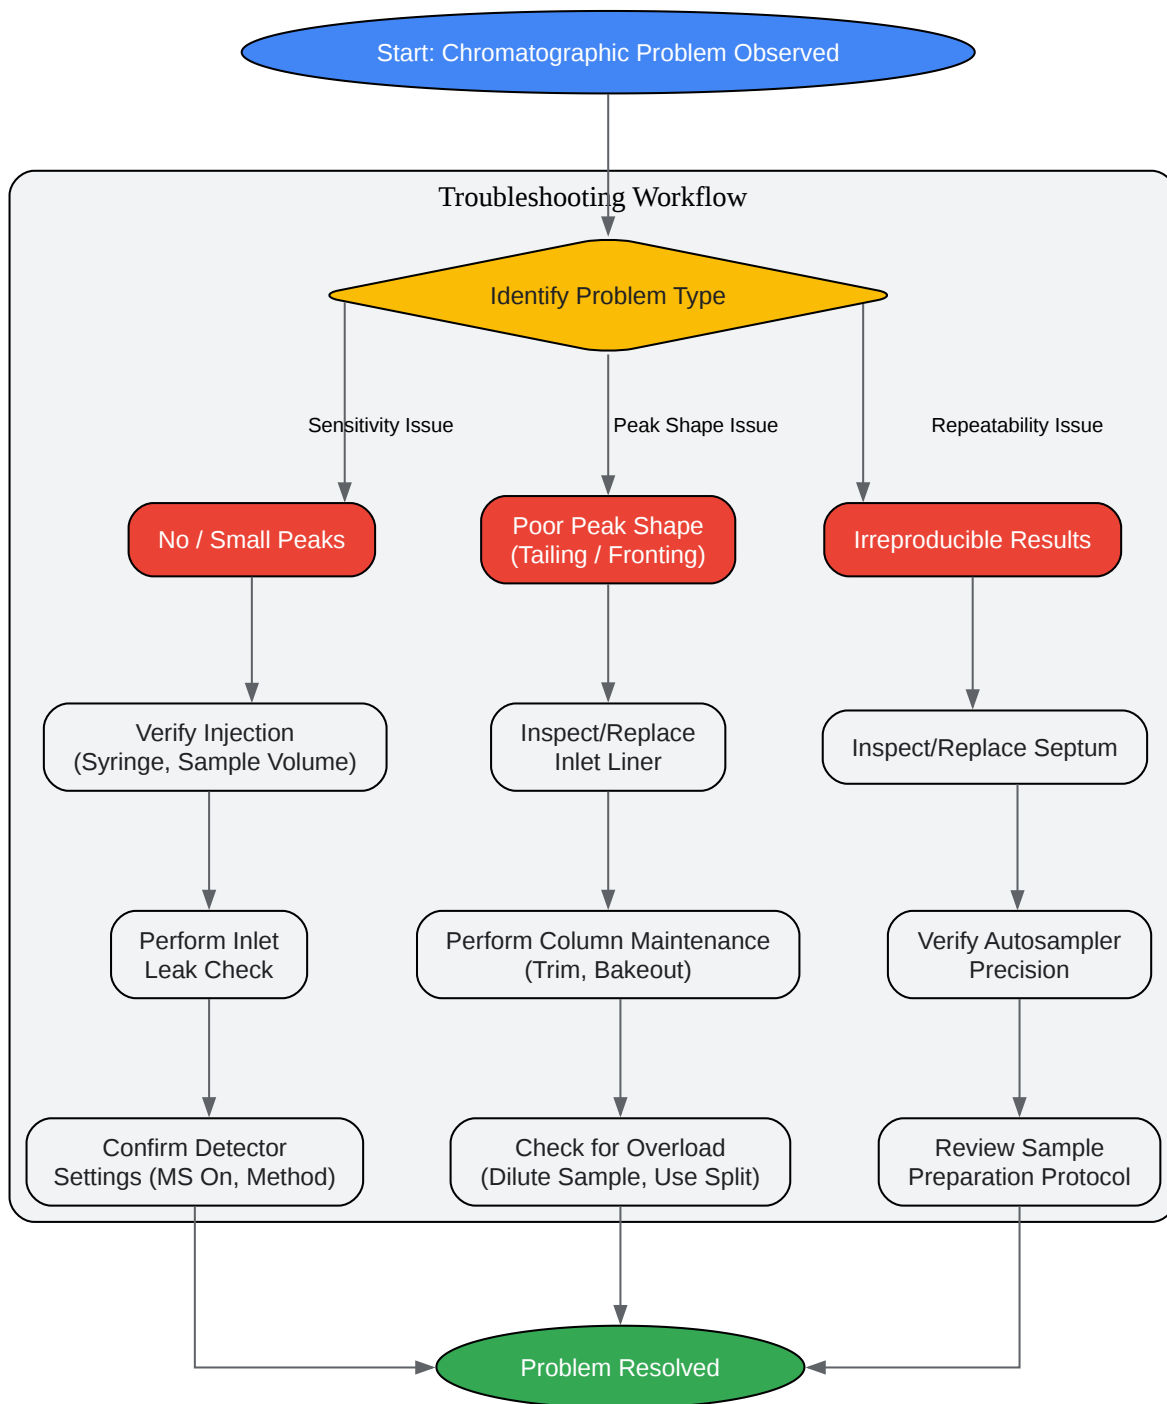 Start: Chromatographic Problem Observed
Troubleshooting Workflow
Identify Problem Type
Sensitivity Issue
Peak Shape Issue
Repeatability Issue
No / Small Peaks
Poor Peak Shape
(Tailing / Fronting)
Irreproducible Results
Verify Injection
(Syringe, Sample Volume)
Inspect/Replace
Inlet Liner
Inspect/Replace Septum
Perform Inlet
Leak Check
Perform Column Maintenance
(Trim, Bakeout)
Verify Autosampler
Precision
Confirm Detector
Settings (MS On, Method)
Check for Overload
(Dilute Sample, Use Split)
Review Sample
Preparation Protocol
Problem Resolved